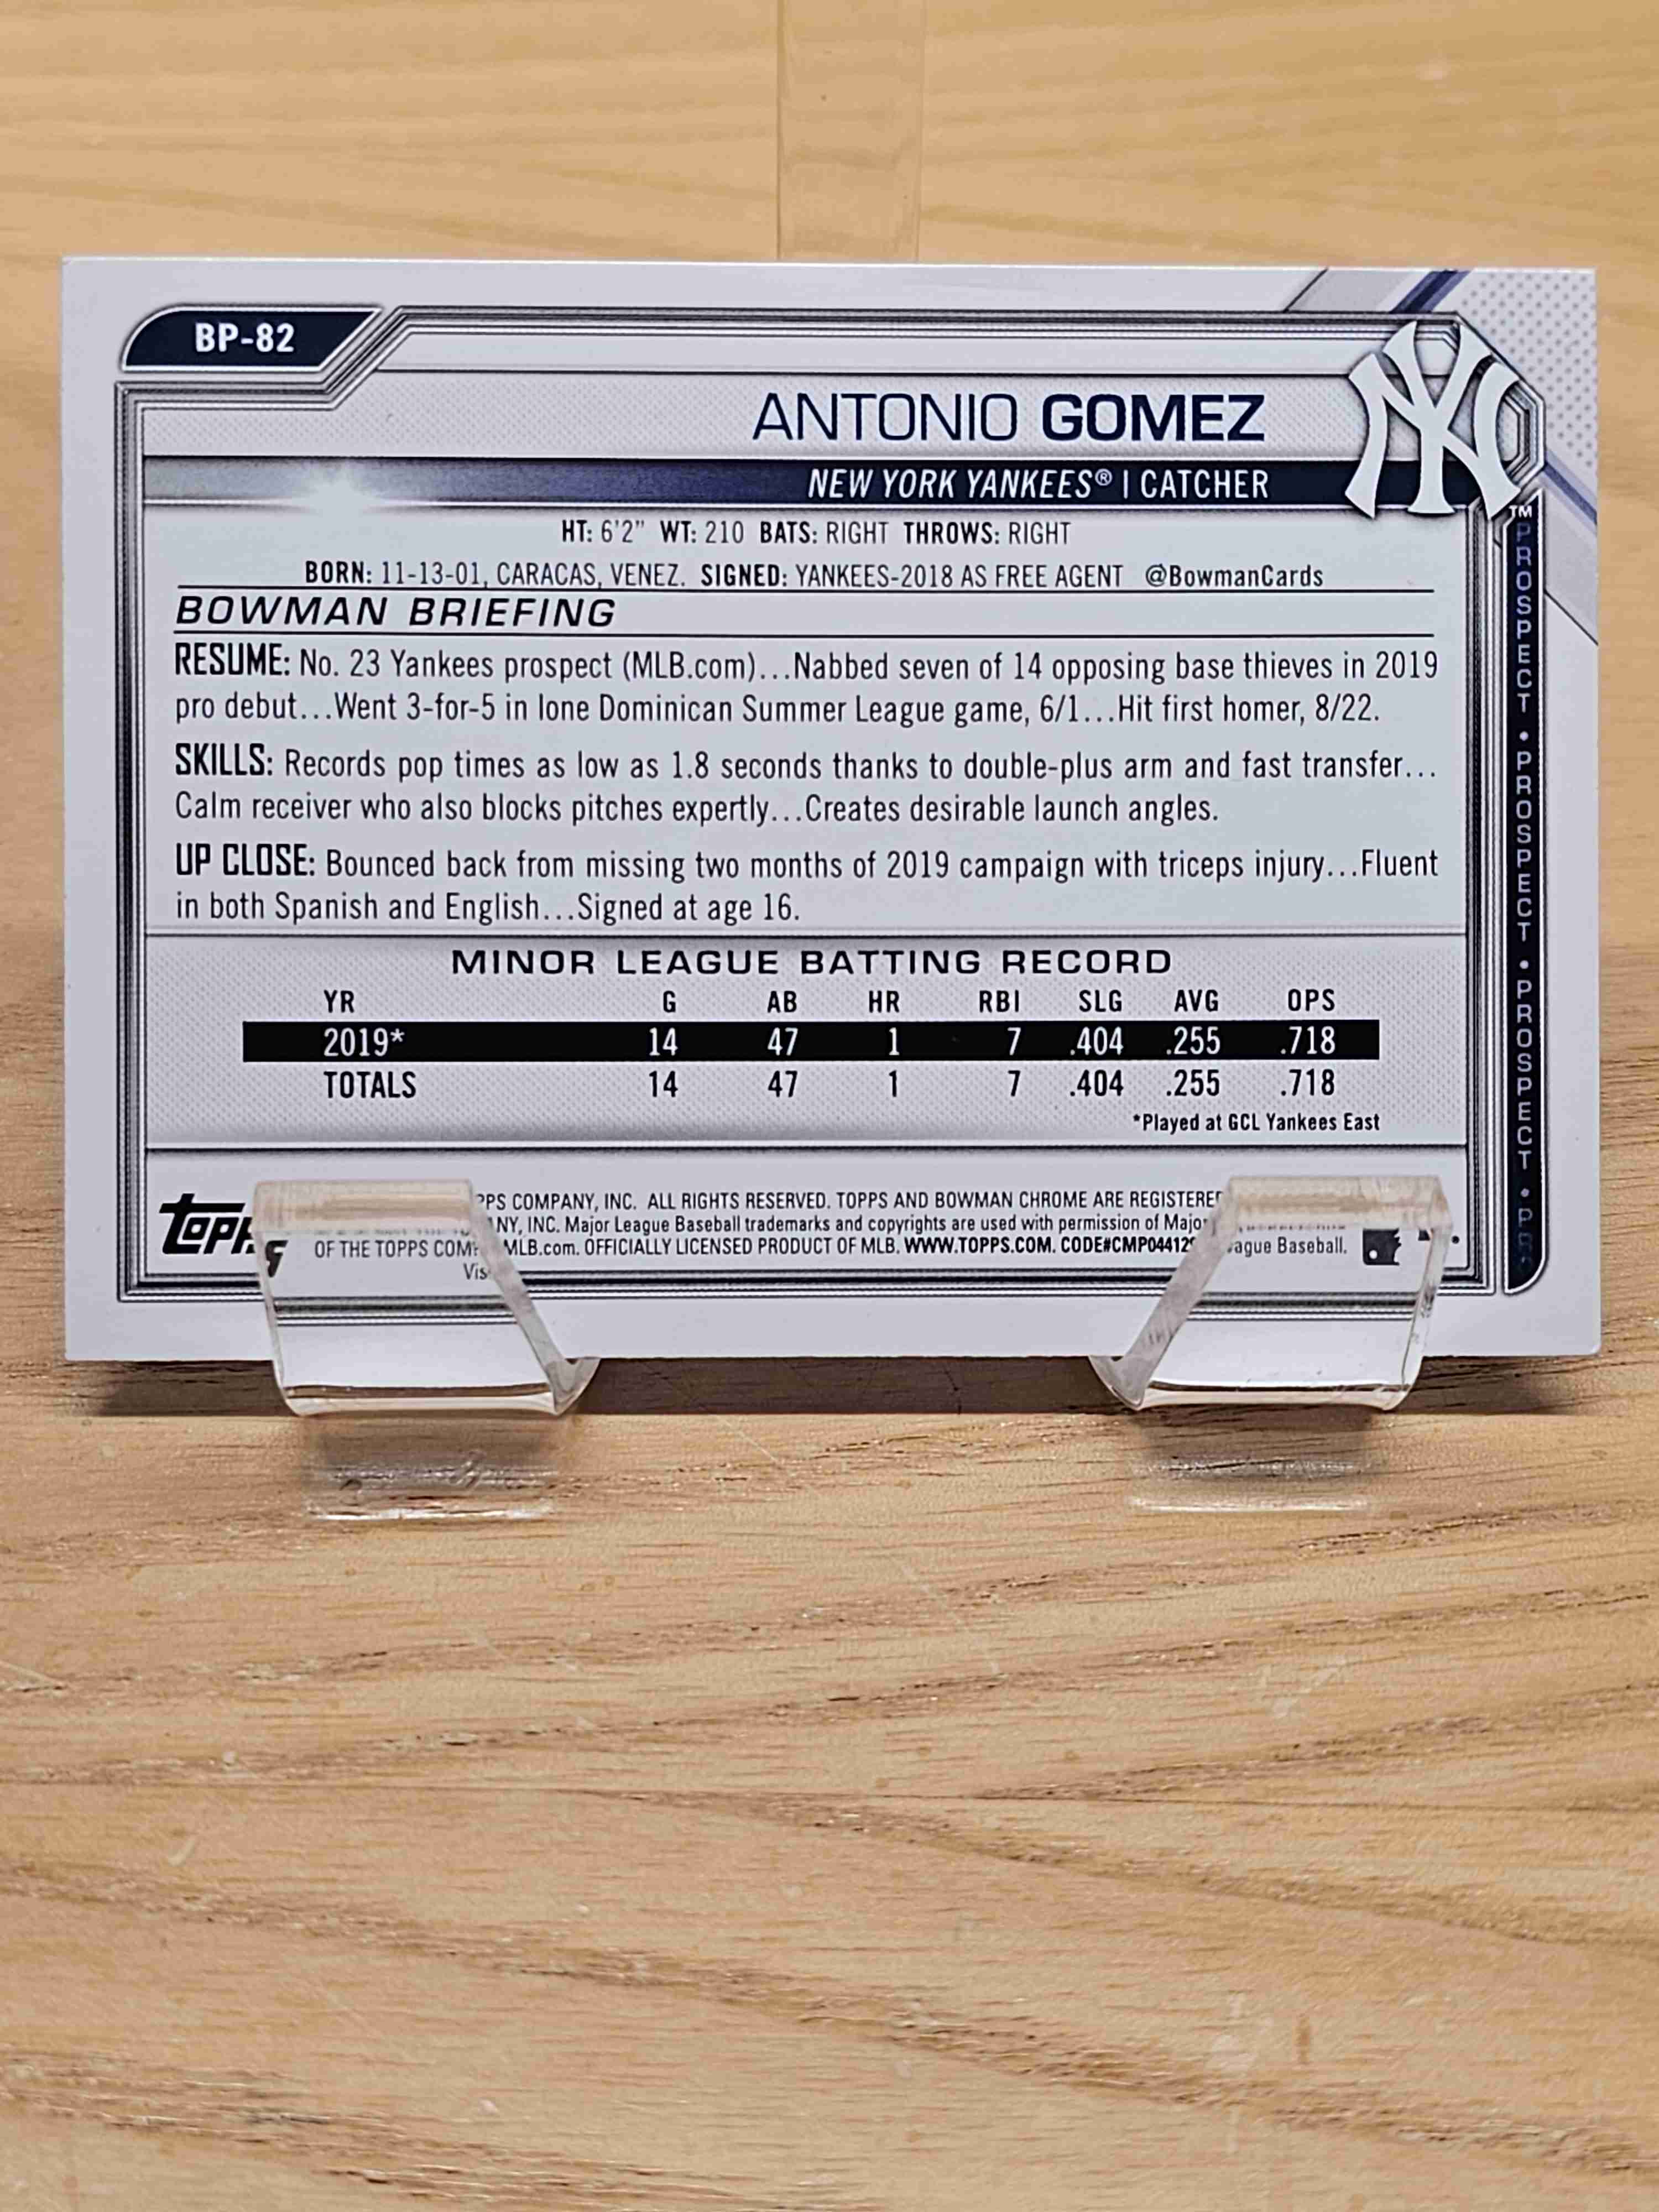 BP-82
ANTONIO GOMEZ
NEW YORK YANKEES® | CATCHER
HT: 6'2" WT: 210 BATS: RIGHT THROWS: RIGHT
BORN: 11-13-01, CARACAS, VENEZ. SIGNED: YANKEES-2018 AS FREE AGENT @BowmanCards
BOWMAN BRIEFING
RESUME: No. 23 Yankees prospect (MLB.com)...Nabbed seven of 14 opposing base thieves in 2019
pro debut...Went 3-for-5 in lone Dominican Summer League game, 6/1...Hit first homer, 8/22.
SKILLS: Records pop times as low as 1.8 seconds thanks to double-plus arm and fast transfer...
Calm receiver who also blocks pitches expertly...Creates desirable launch angles.
UP CLOSE: Bounced back from missing two months of 2019 campaign with triceps injury...Fluent
in both Spanish and English...Signed at age 16.
MINOR LEAGUE BATTING RECORD
YR G AB HR RBI SLG AVG OPS
2019* 14 47 1 7 .404 .255 .718
TOTALS 14 47 1 7 .404 .255 .718
*Played at GCL Yankees East
topps
COMPANY, INC. ALL RIGHTS RESERVED. TOPPS AND BOWMAN CHROME ARE
INC. Major League Baseball trademarks and copyrights are used with permission of
OF THE TOPPS MLB.com. OFFICIALLY LICENSED PRODUCT OF MLB. WWW.TOPPS.COM. Baseball.
NY
TM
PROSPECT • PROSPECT • PROSPECT •